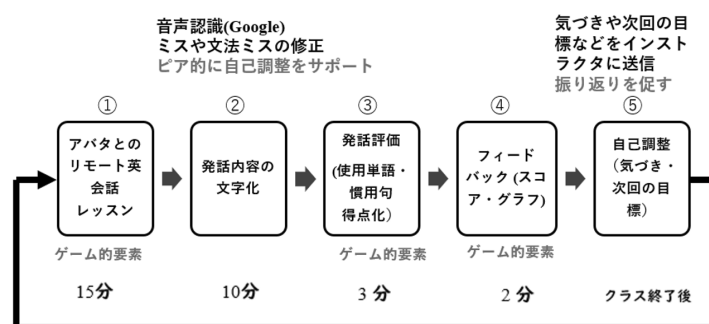 音声認識(Google)
ミスや文法ミスの修正
ピア的に自己調整をサポート
気づきや次回の目
標などをインスト
ラクタに送信
振り返りを促す
①
②
③
④
⑤
アバタとの
リモート英
会話
レッスン
発話内容の
文字化
発話評価
(使用単語・
慣用句
得点化)
フィード
バック (スコ
ア・グラフ)
自己調整
(気づき・
次回の目
標)
ゲーム的要素
ゲーム的要素
ゲーム的要素
15分
10分
3 分
2 分
クラス終了後